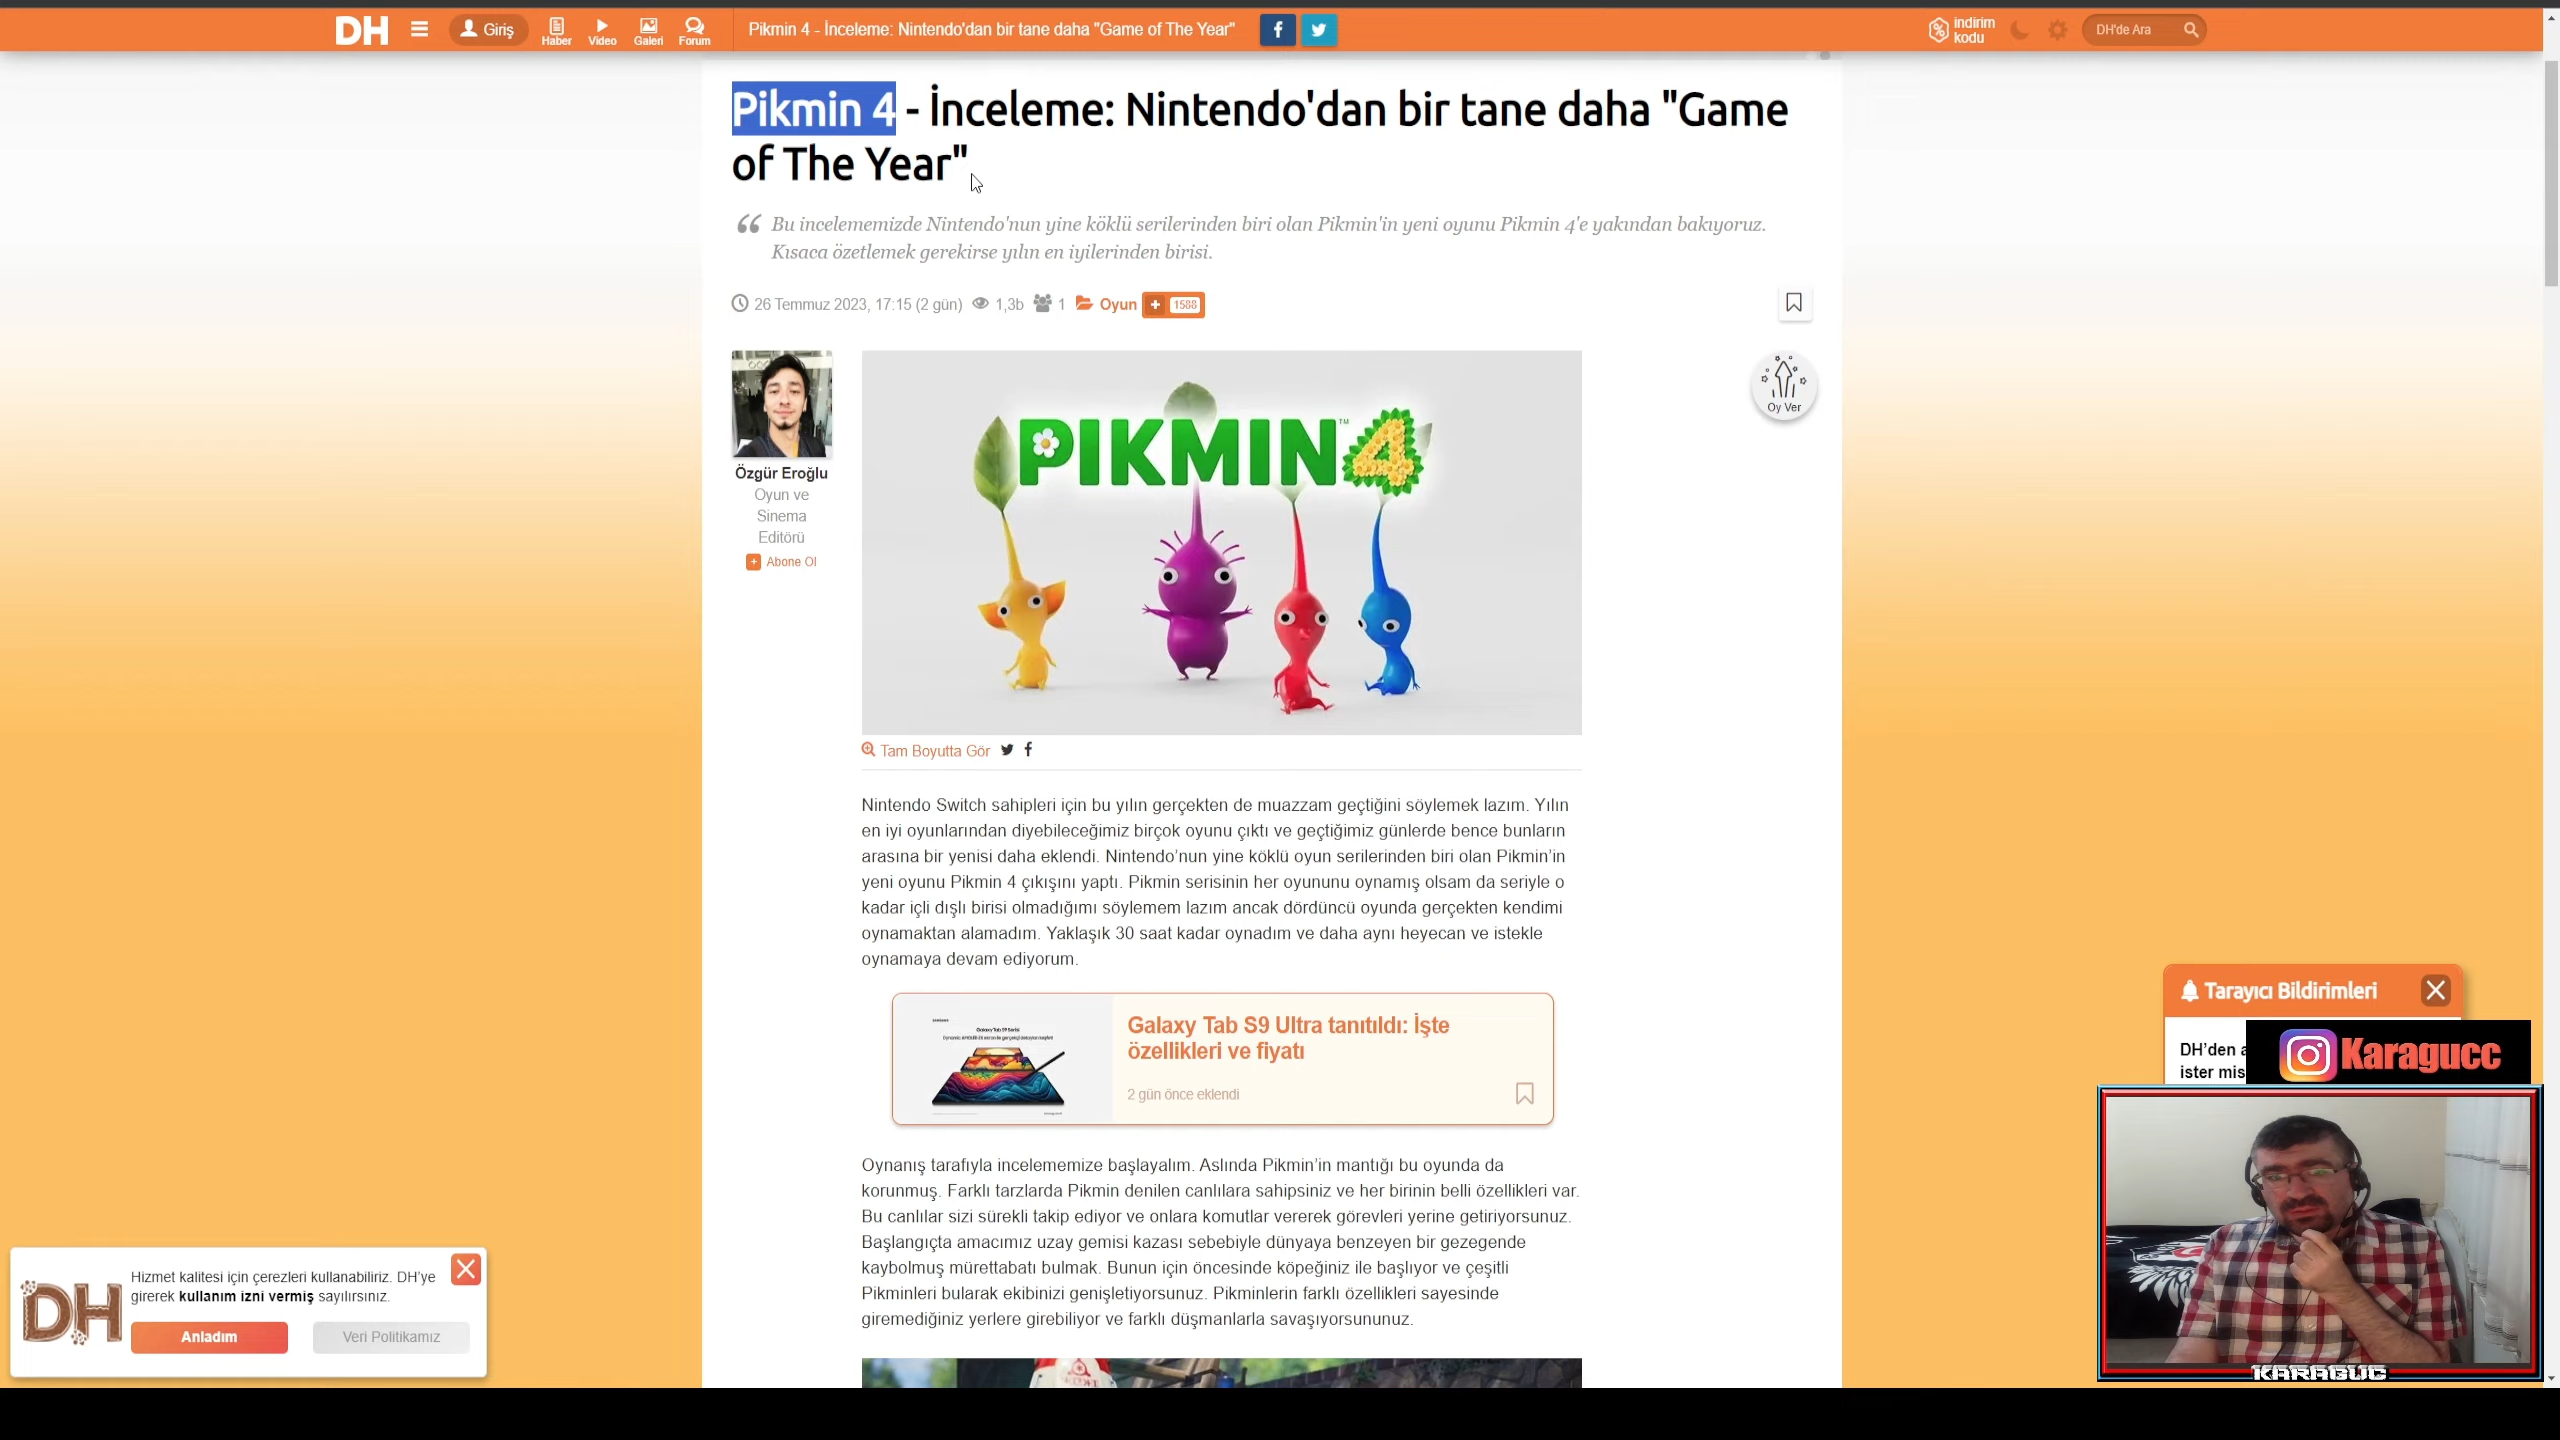 DH
Giriş
Haber
Video
Galeri
Forum
Pikmin 4 - İnceleme: Nintendo'dan bir tane daha "Game of The Year"
indirim
kodu
DH'de Ara
Pikmin 4 - İnceleme: Nintendo'dan bir tane daha "Game
of The Year"
Bu incelememizde Nintendo'nun yine köklü serilerinden biri olan Pikmin'in yeni oyunu Pikmin 4'e yakından bakıyoruz.
Kısaca özetlemek gerekirse yılın en iyilerinden birisi.
26 Temmuz 2023, 17:15 (2 gün) 1,3b 1 Oyun + 1588
Oy Ver
PIKMIN 4
™
Özgür Eroğlu
Oyun ve
Sinema
Editörü
+ Abone Ol
Tam Boyutta Gör
Nintendo Switch sahipleri için bu yılın gerçekten de muazzam geçtiğini söylemek lazım. Yılın
en iyi oyunlarından diyebileceğimiz birçok oyunu çıktı ve geçtiğimiz günlerde bence bunların
arasına bir yenisi daha eklendi. Nintendo'nun yine köklü oyun serilerinden biri olan Pikmin'in
yeni oyunu Pikmin 4 çıkışını yaptı. Pikmin serisinin her oyununu oynamış olsam da seriyle o
kadar içli dışlı birisi olmadığımı söylemem lazım ancak dördüncü oyunda gerçekten kendimi
oynamaktan alamadım. Yaklaşık 30 saat kadar oynadım ve daha aynı heyecan ve istekle
oynamaya devam ediyorum.
Galaxy Tab S9 Serisi
Galaxy Tab S9 Ultra tanıtıldı: İşte
özellikleri ve fiyatı
2 gün önce eklendi
Oynanış tarafıyla incelememize başlayalım. Aslında Pikmin'in mantığı bu oyunda da
korunmuş. Farklı tarzlarda Pikmin denilen canlılara sahipsiniz ve her birinin belli özellikleri var.
Bu canlılar sizi sürekli takip ediyor ve onlara komutlar vererek görevleri yerine getiriyorsunuz.
Başlangıçta amacımız uzay gemisi kazası sebebiyle dünyaya benzeyen bir gezegende
kaybolmuş mürettabatı bulmak. Bunun için öncesinde köpeğiniz ile başlıyor ve çeşitli
Pikminleri bularak ekibinizi genişletiyorsunuz. Pikminlerin farklı özellikleri sayesinde
giremediğiniz yerlere girebiliyor ve farklı düşmanlarla savaşıyorsununuz.
Tarayıcı Bildirimleri
DH'den
ister mis
Karagucc
KARAGUC
DH
Hizmet kalitesi için çerezleri kullanabiliriz. DH'ye
girerek kullanım izni vermiş sayılırsınız.
Anladım
Veri Politikamız